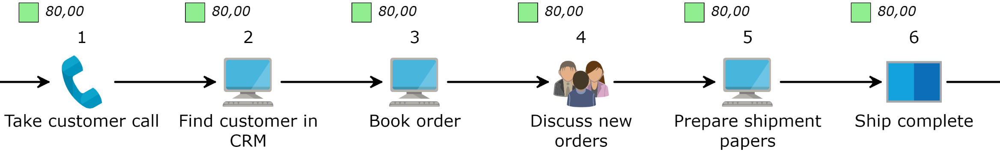 80,00 80,00 80,00 80,00 80,00 80,00
1 2 3 4 5 6
Take customer call Find customer in Book order Discuss new Prepare shipment Ship complete
CRM orders papers